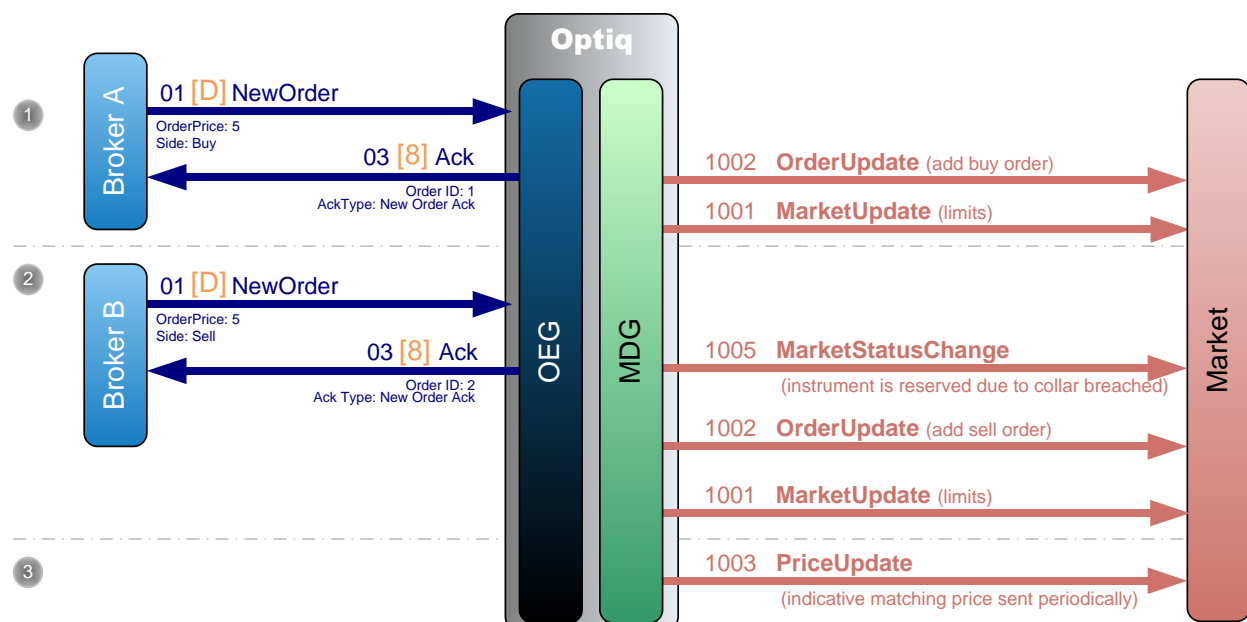 Optiq
1
Broker A
01 [D] NewOrder
OrderPrice: 5
Side: Buy
03 [8] Ack
Order ID: 1
AckType: New Order Ack
1002 OrderUpdate (add buy order)
1001 MarketUpdate (limits)
OEG
MDG
Market
2
Broker B
01 [D] NewOrder
OrderPrice: 5
Side: Sell
03 [8] Ack
Order ID: 2
Ack Type: New Order Ack
1005 MarketStatusChange
(instrument is reserved due to collar breached)
1002 OrderUpdate (add sell order)
1001 MarketUpdate (limits)
3
1003 PriceUpdate
(indicative matching price sent periodically)